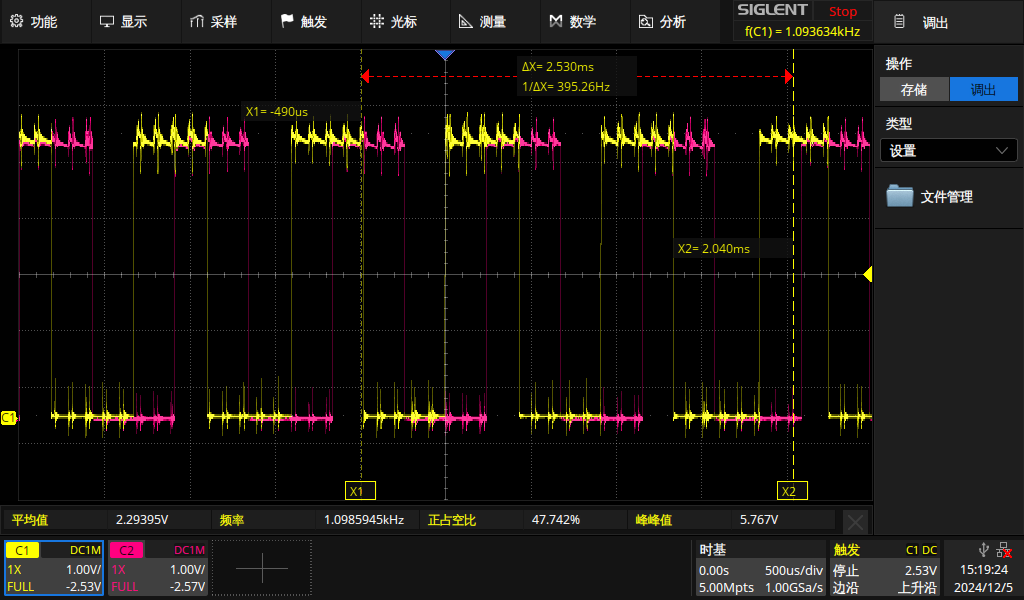 功能 显示 采样 触发 光标 测量 数学 分析
SIGLENT Stop
f(C1) = 1.093634kHz
调出
操作
存储 调出
类型
设置
文件管理
ΔX= 2.530ms
1/ΔX= 395.26Hz
X1= -490us
X2= 2.040ms
C1
X1
X2
平均值 2.29395V 频率 1.0985945kHz 正占空比 47.742% 峰峰值 5.767V
C1 DC1M
1X 1.00V/
FULL -2.53V
C2 DC1M
1X 1.00V/
FULL -2.57V
时基
0.00s 500us/div
5.00Mpts 1.00GSa/s
触发 C1 DC
停止 2.53V
边沿 上升沿
15:19:24
2024/12/5